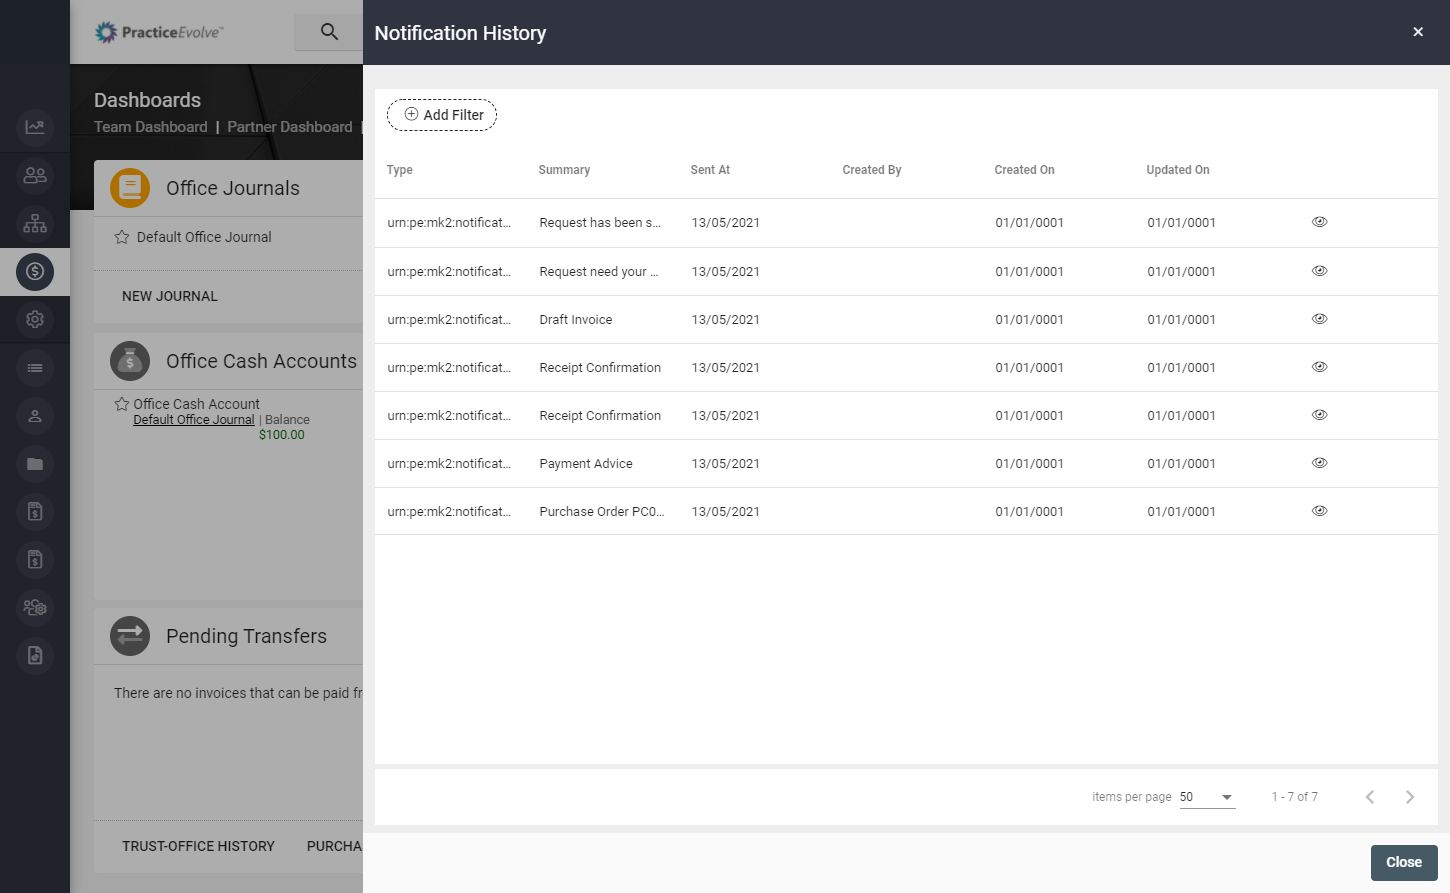 PracticeEvolve™
Dashboards
Team Dashboard | Partner Dashboard |
Office Journals
Default Office Journal
NEW JOURNAL
Office Cash Accounts
Office Cash Account
Default Office Journal | Balance
$100.00
Pending Transfers
There are no invoices that can be paid fr
TRUST-OFFICE HISTORY PURCHA
Notification History
Add Filter
Type Summary Sent At Created By Created On Updated On
urn:pe:mk2:notificat... Request has been s... 13/05/2021 01/01/0001 01/01/0001
urn:pe:mk2:notificat... Request need your ... 13/05/2021 01/01/0001 01/01/0001
urn:pe:mk2:notificat... Draft Invoice 13/05/2021 01/01/0001 01/01/0001
urn:pe:mk2:notificat... Receipt Confirmation 13/05/2021 01/01/0001 01/01/0001
urn:pe:mk2:notificat... Receipt Confirmation 13/05/2021 01/01/0001 01/01/0001
urn:pe:mk2:notificat... Payment Advice 13/05/2021 01/01/0001 01/01/0001
urn:pe:mk2:notificat... Purchase Order PC0... 13/05/2021 01/01/0001 01/01/0001
items per page 50 1 - 7 of 7
Close